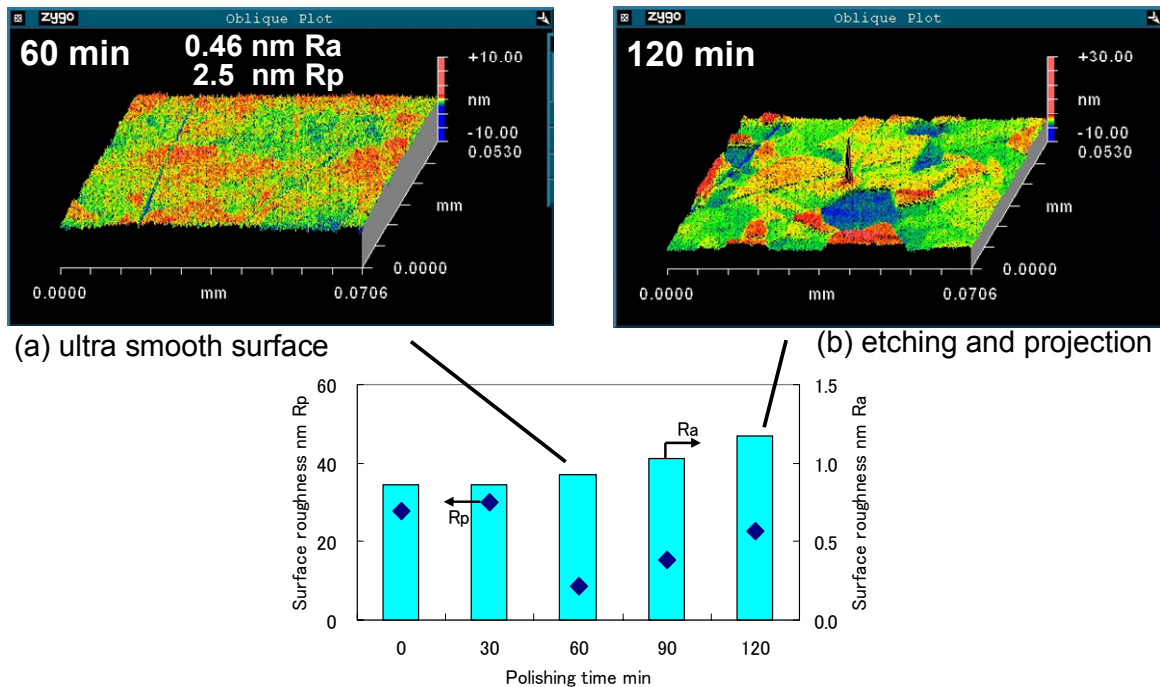 zygo
Oblique Plot
60 min
0.46 nm Ra
2.5 nm Rp
+10.00
nm
-10.00
0.0530
mm
0.0000
0.0000
mm
0.0706
zygo
Oblique Plot
120 min
+30.00
nm
-10.00
0.0530
mm
0.0000
0.0000
mm
0.0706
(a) ultra smooth surface
(b) etching and projection
Surface roughness nm Rp
60
40
20
0
Rp
Ra
1.5
1.0
0.5
0.0
Surface roughness nm Ra
0 30 60 90 120
Polishing time min